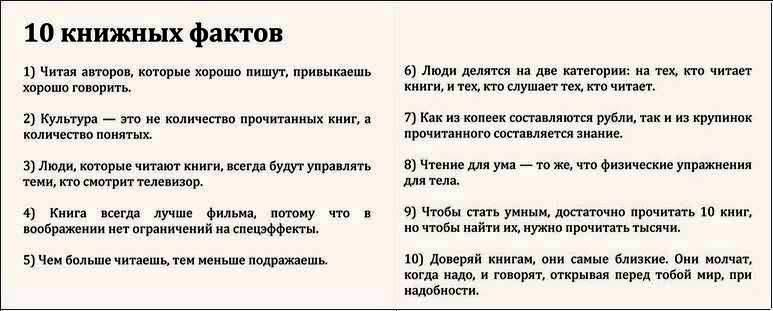 10 книжных фактов
1) Читая авторов, которые хорошо пишут, привыкаешь
хорошо говорить.
2) Культура — это не количество прочитанных книг, а
количество понятых.
3) Люди, которые читают книги, всегда будут управлять
теми, кто смотрит телевизор.
4) Книга всегда лучше фильма, потому что в
воображении нет ограничений на спецэффекты.
5) Чем больше читаешь, тем меньше подражаешь.
6) Люди делятся на две категории: на тех, кто читает
книги, и тех, кто слушает тех, кто читает.
7) Как из копеек составляются рубли, так и из крупинок
прочитанного составляется знание.
8) Чтение для ума — то же, что физические упражнения
для тела.
9) Чтобы стать умным, достаточно прочитать 10 книг,
но чтобы найти их, нужно прочитать тысячи.
10) Доверяй книгам, они самые близкие. Они молчат,
когда надо, и говорят, открывая перед тобой мир, при
надобности.